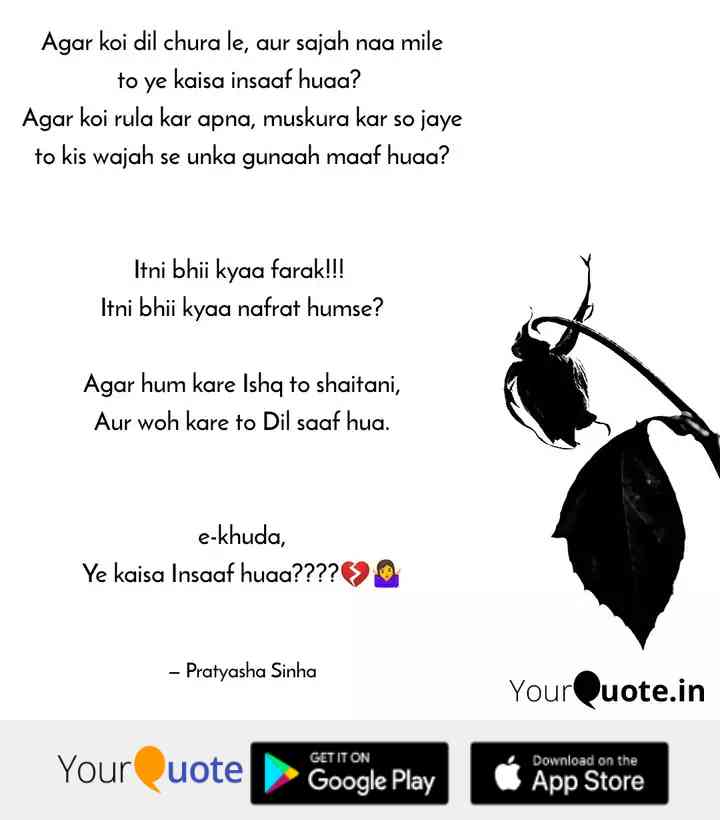 Agar koi dil chura le, aur sajah naa mile
to ye kaisa insaaf huaa?
Agar koi rula kar apna, muskura kar so jaye
to kis wajah se unka gunaah maaf huaa?
Itni bhii kyaa farak!!!
Itni bhii kyaa nafrat humse?
Agar hum kare Ishq to shaitani,
Aur woh kare to Dil saaf hua.
e-khuda,
Ye kaisa Insaaf huaa????💔🤷‍♀️
– Pratyasha Sinha
YourQuote.in
YourQuote
GET IT ON
Google Play
Download on the
App Store